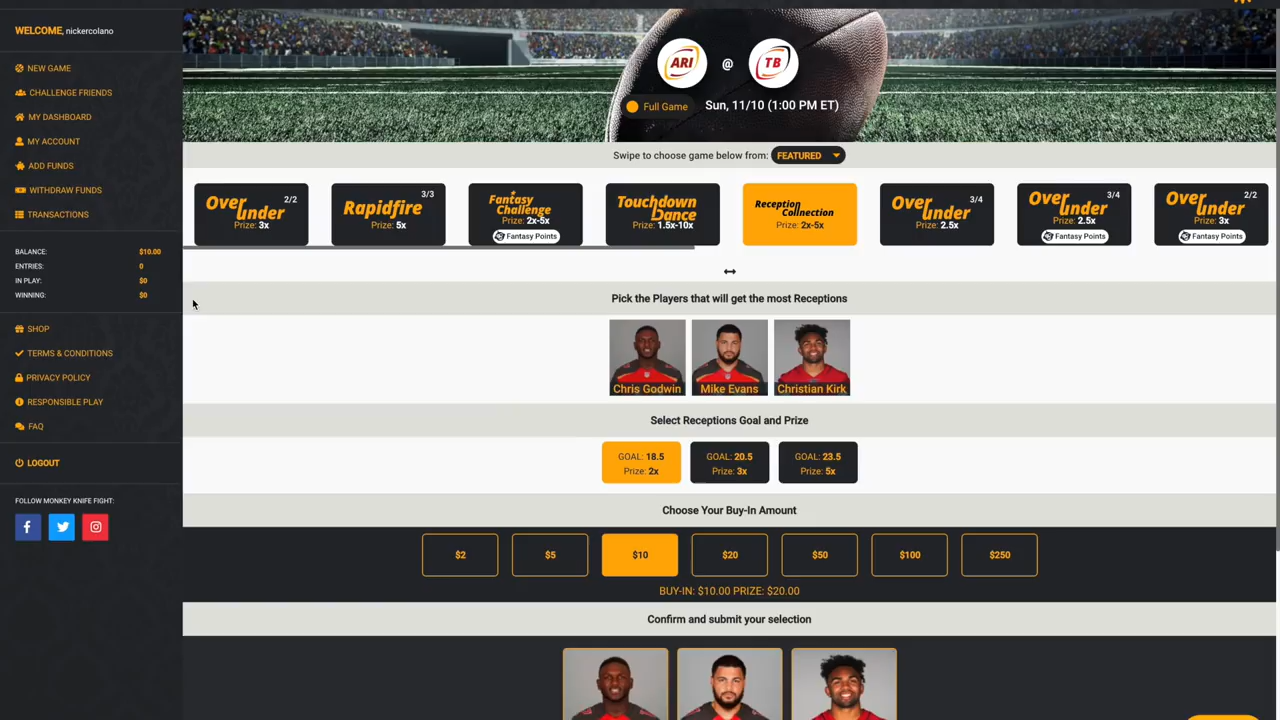 WELCOME, nickercolano
NEW GAME
CHALLENGE FRIENDS
MY DASHBOARD
MY ACCOUNT
ADD FUNDS
WITHDRAW FUNDS
TRANSACTIONS
BALANCE: $10.00
ENTRIES: 0
IN PLAY: $0
WINNING: $0
SHOP
TERMS & CONDITIONS
PRIVACY POLICY
RESPONSIBLE PLAY
FAQ
LOGOUT
FOLLOW MONKEY KNIFE FIGHT:
ARI @ TB
Full Game Sun, 11/10 (1:00 PM ET)
Swipe to choose game below from: FEATURED
Over under 2/2
Prize: 3x
Rapidfire 3/3
Prize: 5x
Fantasy Challenge
Prize: 2x-5x
Fantasy Points
Touchdown Dance
Prize: 1.5x-10x
Reception Connection
Prize: 2x-5x
Over under 3/4
Prize: 2.5x
Over under 3/4
Prize: 2.5x
Fantasy Points
Over under 2/2
Prize: 3x
Fantasy Points
Pick the Players that will get the most Receptions
Chris Godwin Mike Evans Christian Kirk
Select Receptions Goal and Prize
GOAL: 18.5 GOAL: 20.5 GOAL: 23.5
Prize: 2x Prize: 3x Prize: 5x
Choose Your Buy-In Amount
$2 $5 $10 $20 $50 $100 $250
BUY-IN: $10.00 PRIZE: $20.00
Confirm and submit your selection